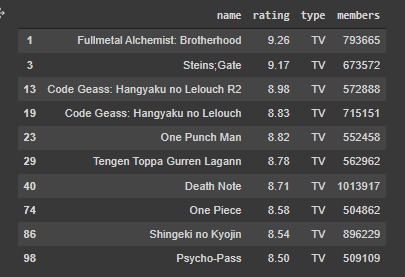 name rating type members
1 Fullmetal Alchemist: Brotherhood 9.26 TV 793665
3 Steins;Gate 9.17 TV 673572
13 Code Geass: Hangyaku no Lelouch R2 8.98 TV 572888
19 Code Geass: Hangyaku no Lelouch 8.83 TV 715151
23 One Punch Man 8.82 TV 552458
29 Tengen Toppa Gurren Lagann 8.78 TV 562962
40 Death Note 8.71 TV 1013917
74 One Piece 8.58 TV 504862
86 Shingeki no Kyojin 8.54 TV 896229
98 Psycho-Pass 8.50 TV 509109